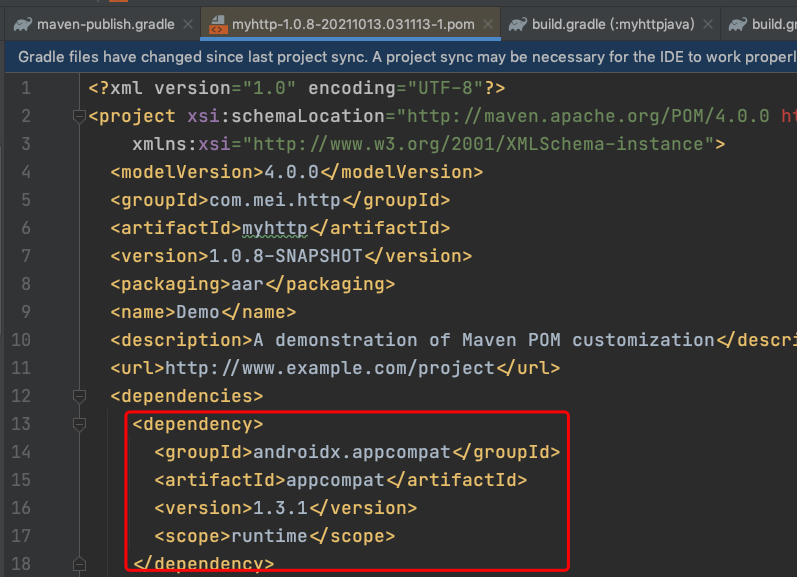 maven-publish.gradle myhttp-1.0.8-20211013.031113-1.pom build.gradle (:myhttpjava) build.g
Gradle files have changed since last project sync. A project sync may be necessary for the IDE to work properl
1 <?xml version="1.0" encoding="UTF-8"?>
2 <project xsi:schemaLocation="http://maven.apache.org/POM/4.0.0 ht
3 xmlns:xsi="http://www.w3.org/2001/XMLSchema-instance">
4 <modelVersion>4.0.0</modelVersion>
5 <groupId>com.mei.http</groupId>
6 <artifactId>myhttp</artifactId>
7 <version>1.0.8-SNAPSHOT</version>
8 <packaging>aar</packaging>
9 <name>Demo</name>
10 <description>A demonstration of Maven POM customization</descri
11 <url>http://www.example.com/project</url>
12 <dependencies>
13 <dependency>
14 <groupId>androidx.appcompat</groupId>
15 <artifactId>appcompat</artifactId>
16 <version>1.3.1</version>
17 <scope>runtime</scope>
18 </dependency>